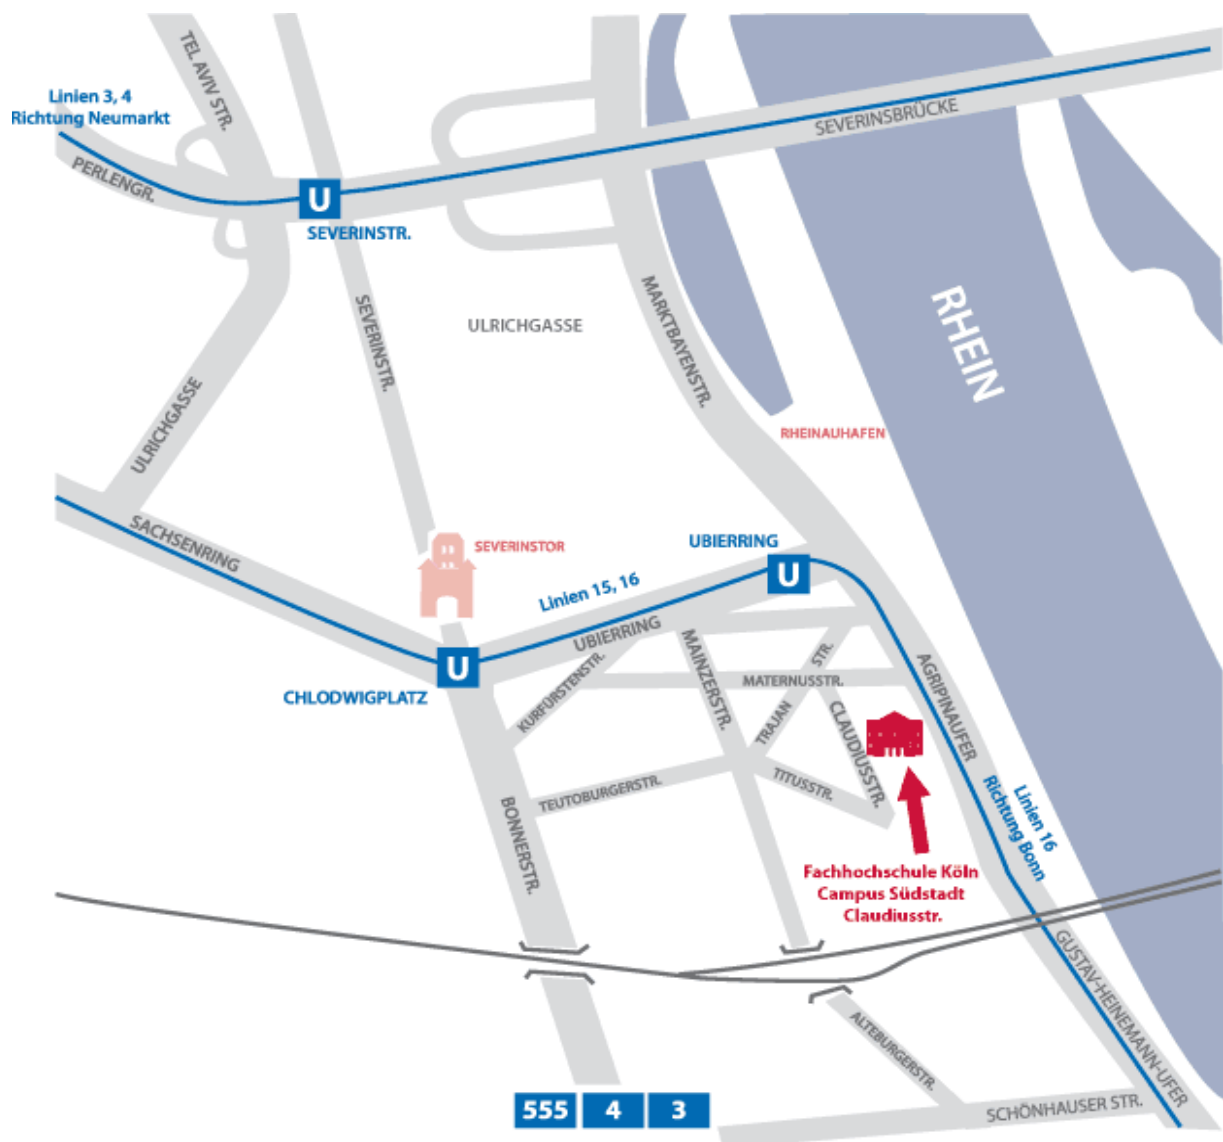 TEL AVIV STR.
Linien 3, 4
Richtung Neumarkt
SEVERINSBRÜCKE
PERLENGR.
U
SEVERINSTR.
SEVERINSTR.
ULRICHGASSE
MARKTBAYENSTR.
RHEIN
ULRICHGASSE
RHEINAUHAFEN
SACHSENRING
SEVERINSTOR
UBIERRING
U
Linien 15, 16
UBIERRING
U
CHLODWIGPLATZ
KURFÜRSTENSTR.
MAINZERSTR.
MATERNUSSTR.
TRAJAN STR.
CLAUDIUSSTR.
AGRIPINAUFER
TEUTOBURGERSTR.
TITUSSTR.
BONNERSTR.
Linien 16
Richtung Bonn
Fachhochschule Köln
Campus Südstadt
Claudiusstr.
GUSTAV-HEINEMANN-UFER
ALTEBURGERSTR.
SCHÖNHAUSER STR.
555 4 3